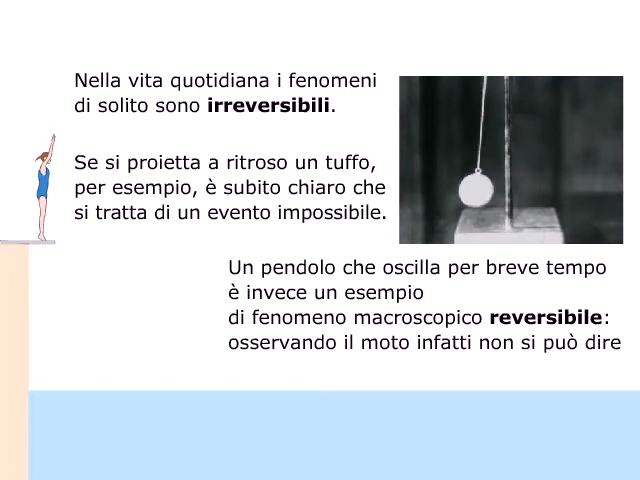 Nella vita quotidiana i fenomeni
di solito sono irreversibili.
Se si proietta a ritroso un tuffo,
per esempio, è subito chiaro che
si tratta di un evento impossibile.
Un pendolo che oscilla per breve tempo
è invece un esempio
di fenomeno macroscopico reversibile:
osservando il moto infatti non si può dire